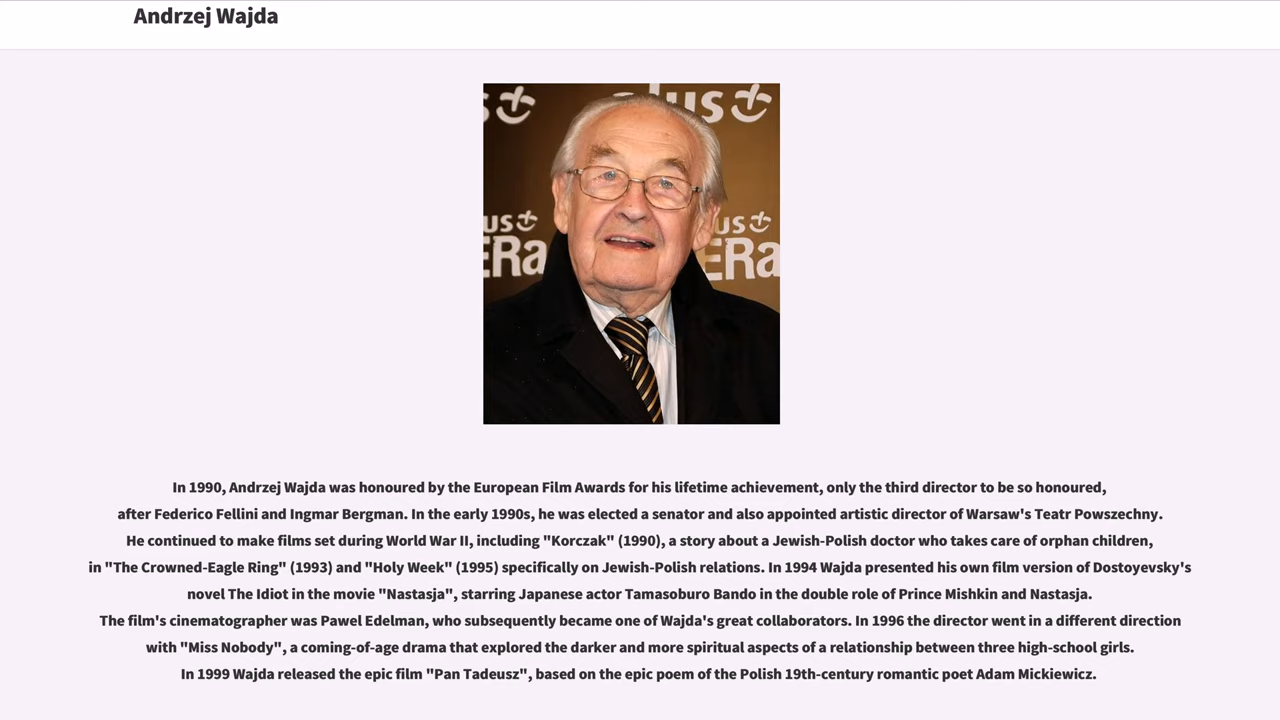 Andrzej Wajda
us
lus
us
us
ERa
ERa
In 1990, Andrzej Wajda was honoured by the European Film Awards for his lifetime achievement, only the third director to be so honoured,
after Federico Fellini and Ingmar Bergman. In the early 1990s, he was elected a senator and also appointed artistic director of Warsaw's Teatr Powszechny.
He continued to make films set during World War II, including "Korczak" (1990), a story about a Jewish-Polish doctor who takes care of orphan children,
in "The Crowned-Eagle Ring" (1993) and "Holy Week" (1995) specifically on Jewish-Polish relations. In 1994 Wajda presented his own film version of Dostoyevsky's
novel The Idiot in the movie "Nastasja", starring Japanese actor Tamasoburo Bando in the double role of Prince Mishkin and Nastasja.
The film's cinematographer was Pawel Edelman, who subsequently became one of Wajda's great collaborators. In 1996 the director went in a different direction
with "Miss Nobody", a coming-of-age drama that explored the darker and more spiritual aspects of a relationship between three high-school girls.
In 1999 Wajda released the epic film "Pan Tadeusz", based on the epic poem of the Polish 19th-century romantic poet Adam Mickiewicz.